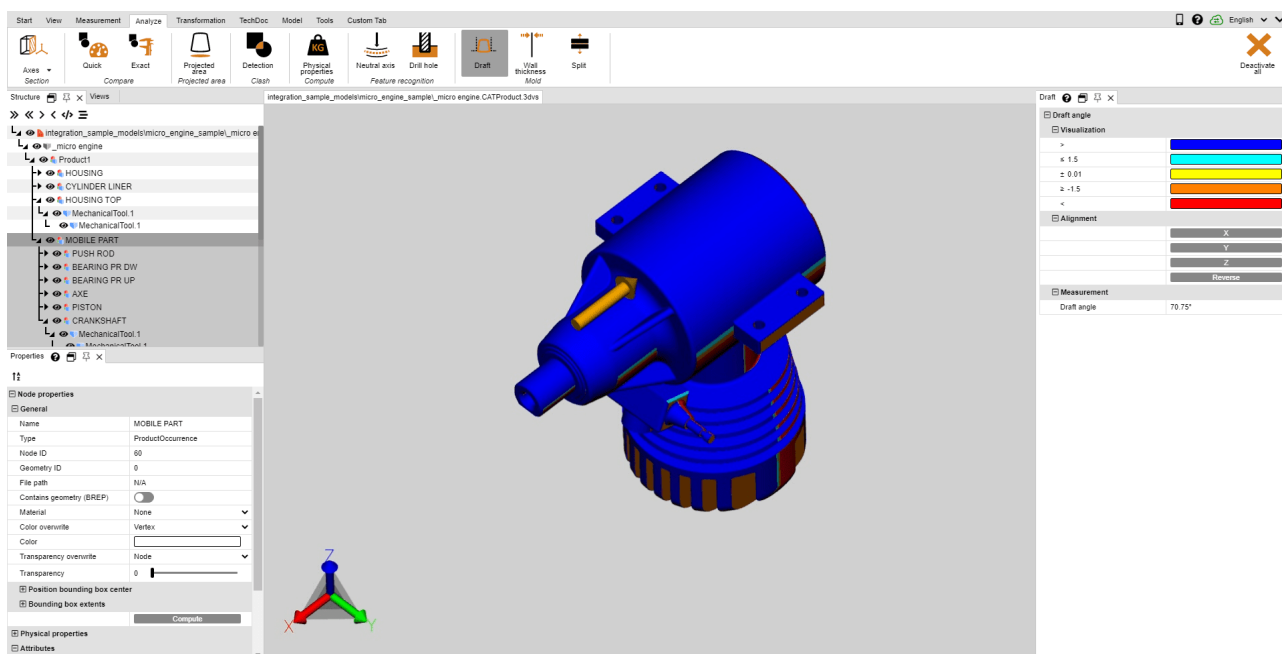 Start View Measurement Analyze Transformation TechDoc Model Tools Custom Tab English
Axes Quick Exact Projected area Detection Physical properties Neutral axis Drill hole Draft Wall thickness Split Deactivate all
KG
Section Compare Projected area Clash Compute Feature recognition Mold
Structure Views
integration_sample_models\micro_engine_sample\_micro engine.CATProduct.3dvs
integration_sample_models\micro_engine_sample\_micro e
_micro engine
Product1
HOUSING
CYLINDER LINER
HOUSING TOP
MechanicalTool.1
MechanicalTool.1
MOBILE PART
PUSH ROD
BEARING PR DW
BEARING PR UP
AXE
PISTON
CRANKSHAFT
MechanicalTool.1
MechanicalTool.1
Properties
Node properties
General
Name MOBILE PART
Type ProductOccurrence
Node ID 60
Geometry ID 0
File path N/A
Contains geometry (BREP)
Material None
Color overwrite Vertex
Color
Transparency overwrite Node
Transparency 0
Position bounding box center
Bounding box extents
Compute
Physical properties
Attributes
Z
X
Y
Draft
Draft angle
Visualization
>
≤ 1.5
± 0.01
≥ -1.5
<
Alignment
X
Y
Z
Reverse
Measurement
Draft angle 70.75°